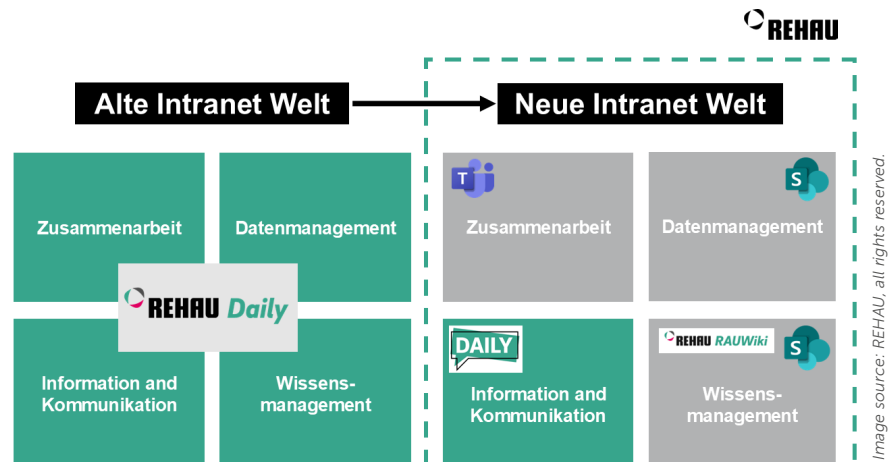 REHAU
Alte Intranet Welt
Neue Intranet Welt
Zusammenarbeit
Datenmanagement
REHAU Daily
Information and
Kommunikation
Wissens-
management
T
Zusammenarbeit
S
Datenmanagement
DAILY
Information and
Kommunikation
REHAU RAUWiki
S
Wissens-
management
Image source: REHAU, all rights reserved.